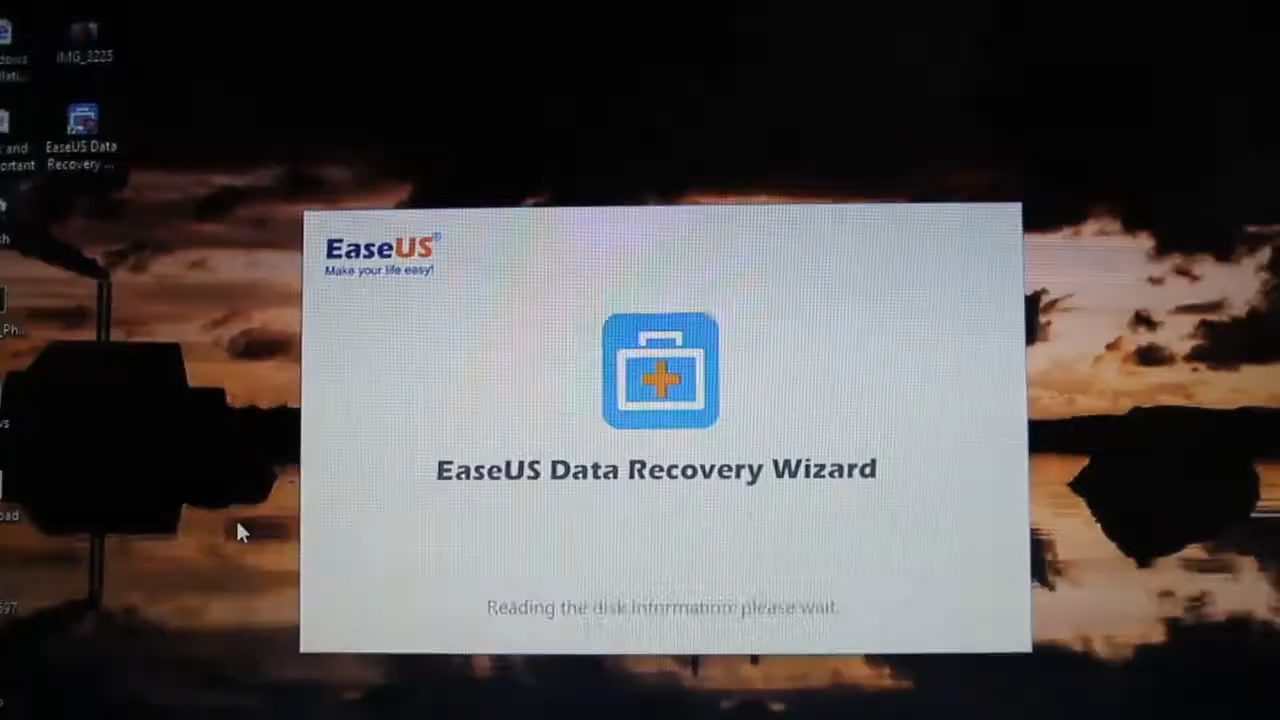 IMG_3225
EaseUS Data
Recovery ...
EaseUS®
Make your life easy!
EaseUS Data Recovery Wizard
Reading the disk information, please wait.